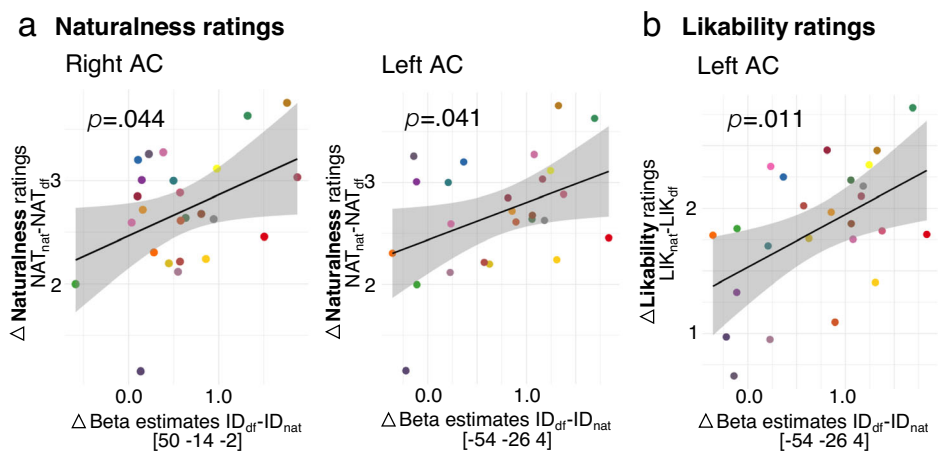 a Naturalness ratings
Right AC
p=.044
△Naturalness ratings
NATnat-NATdf
3
2
0.0 1.0
△Beta estimates IDdf-IDnat
[50 -14 -2]
Left AC
p=.041
△Naturalness ratings
NATnat-NATdf
3
2
0.0 1.0
△Beta estimates IDdf-IDnat
[-54 -26 4]
b Likability ratings
Left AC
p=.011
△Likability ratings
LIKnat-LIKdf
2
1
0.0 1.0
△Beta estimates IDdf-IDnat
[-54 -26 4]